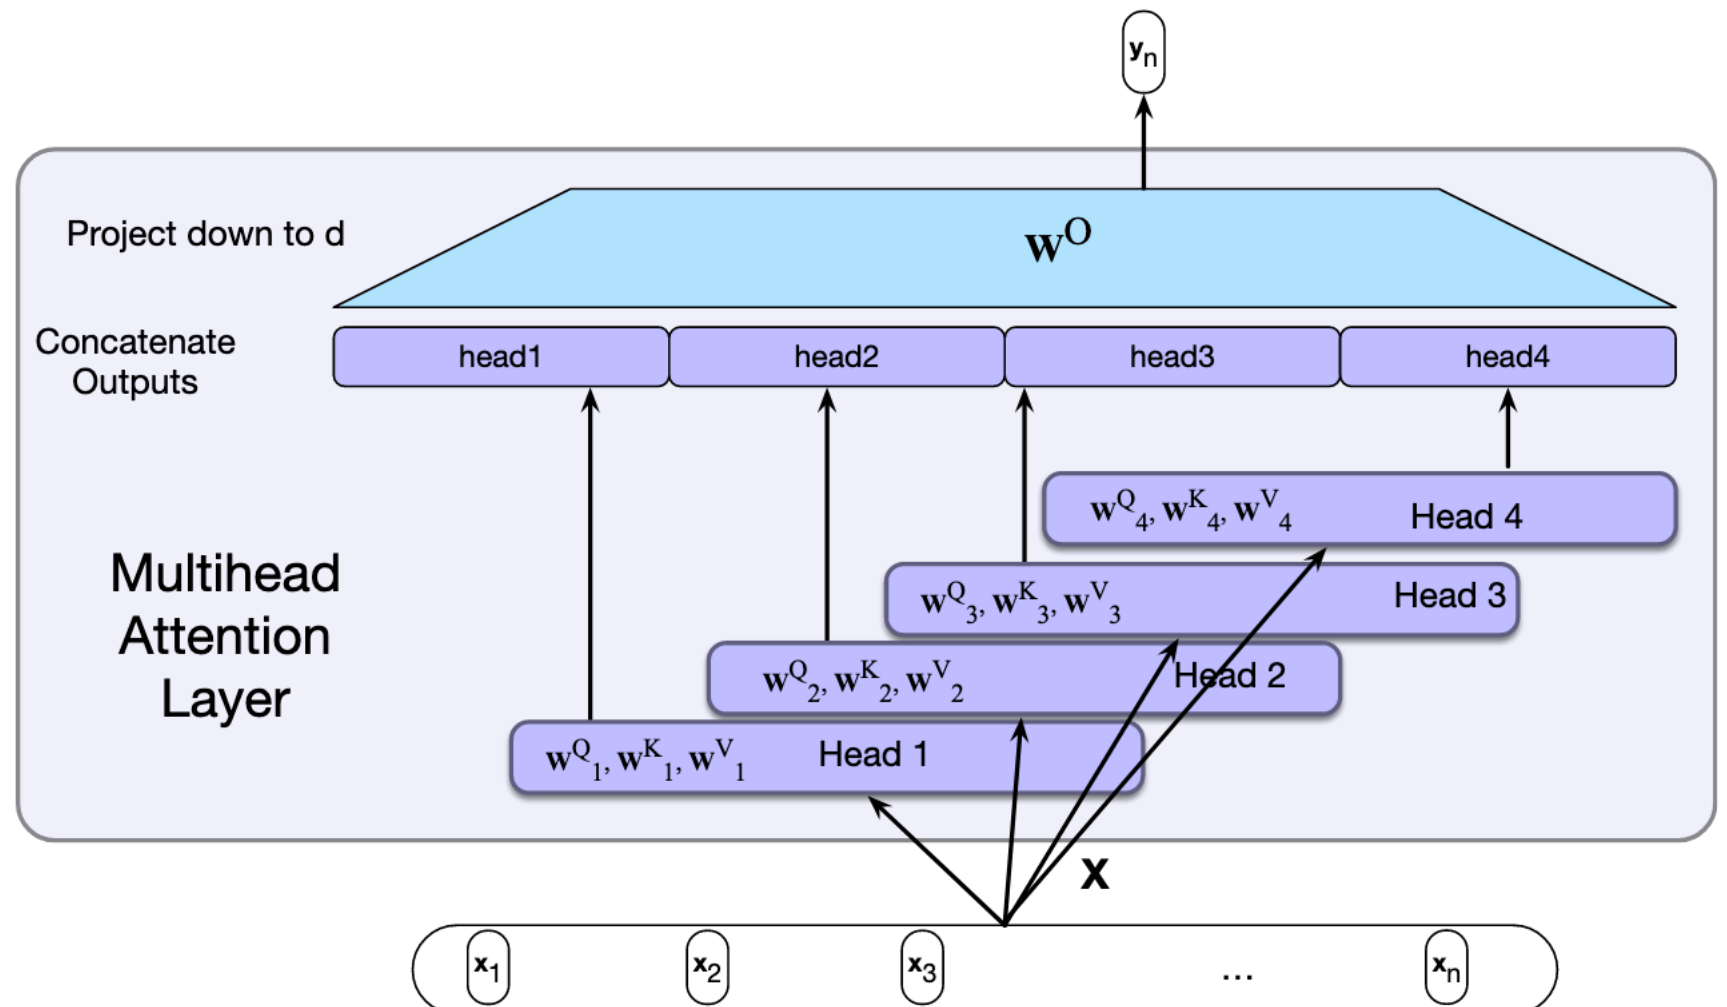 yn
Project down to d
wO
Concatenate
Outputs
head1
head2
head3
head4
wQ4, wK4, wV4 Head 4
wQ3, wK3, wV3 Head 3
wQ2, wK2, wV2 Head 2
wQ1, wK1, wV1 Head 1
Multihead
Attention
Layer
X
x1 x2 x3 ... xn